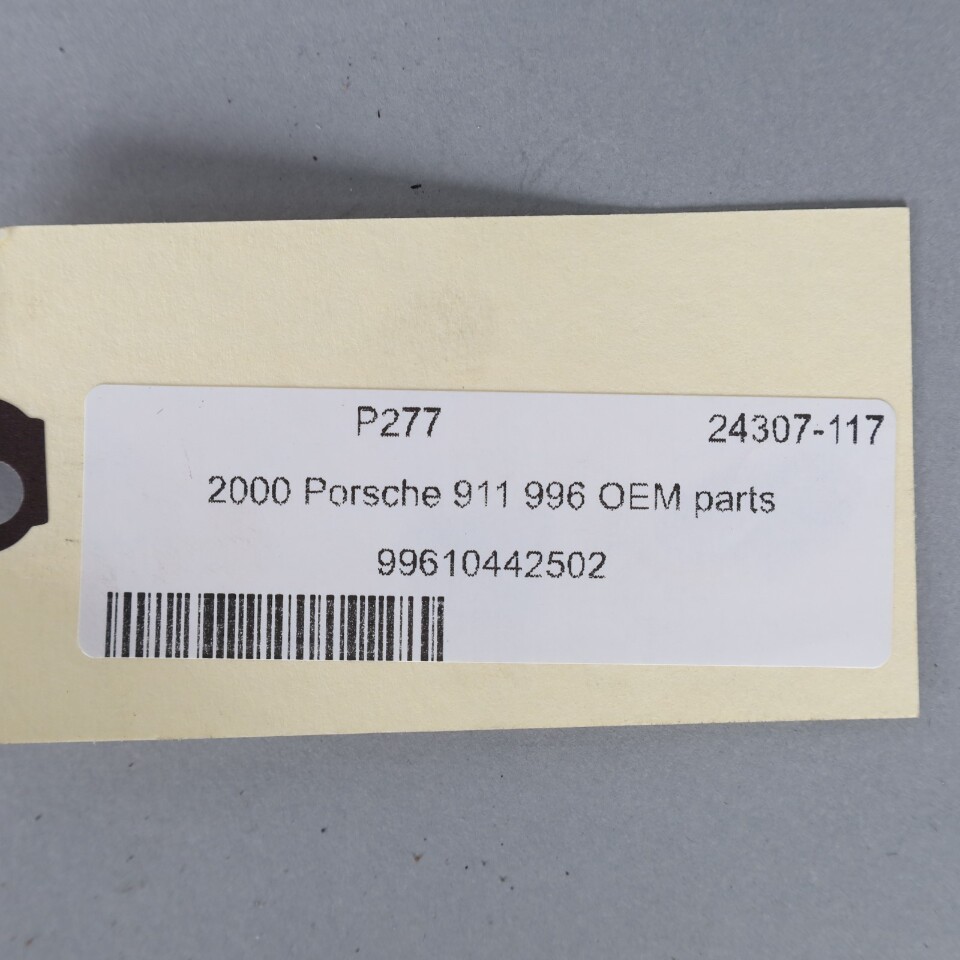 P277 24307-117
2000 Porsche 911 996 OEM parts
99610442502